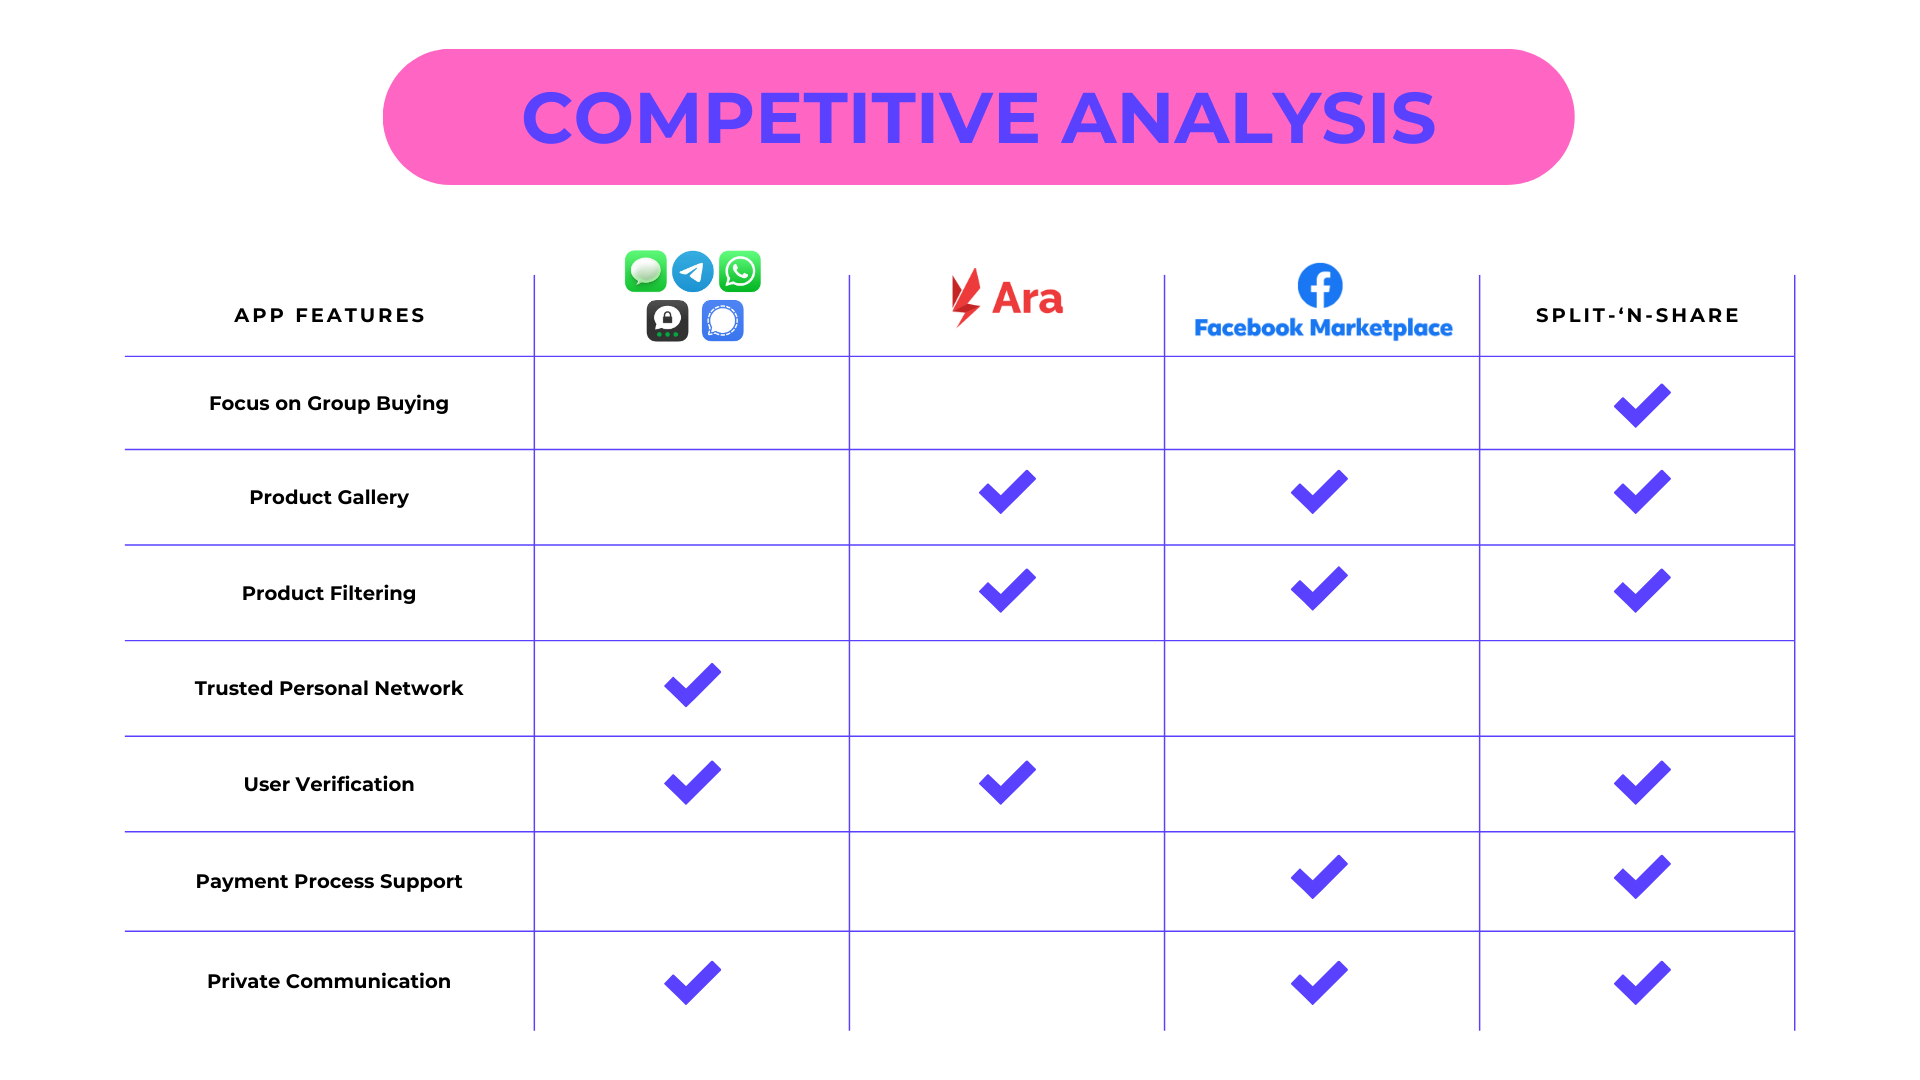 COMPETITIVE ANALYSIS
APP FEATURES
Ara
Facebook Marketplace
SPLIT-‘N-SHARE
Focus on Group Buying
Product Gallery
Product Filtering
Trusted Personal Network
User Verification
Payment Process Support
Private Communication